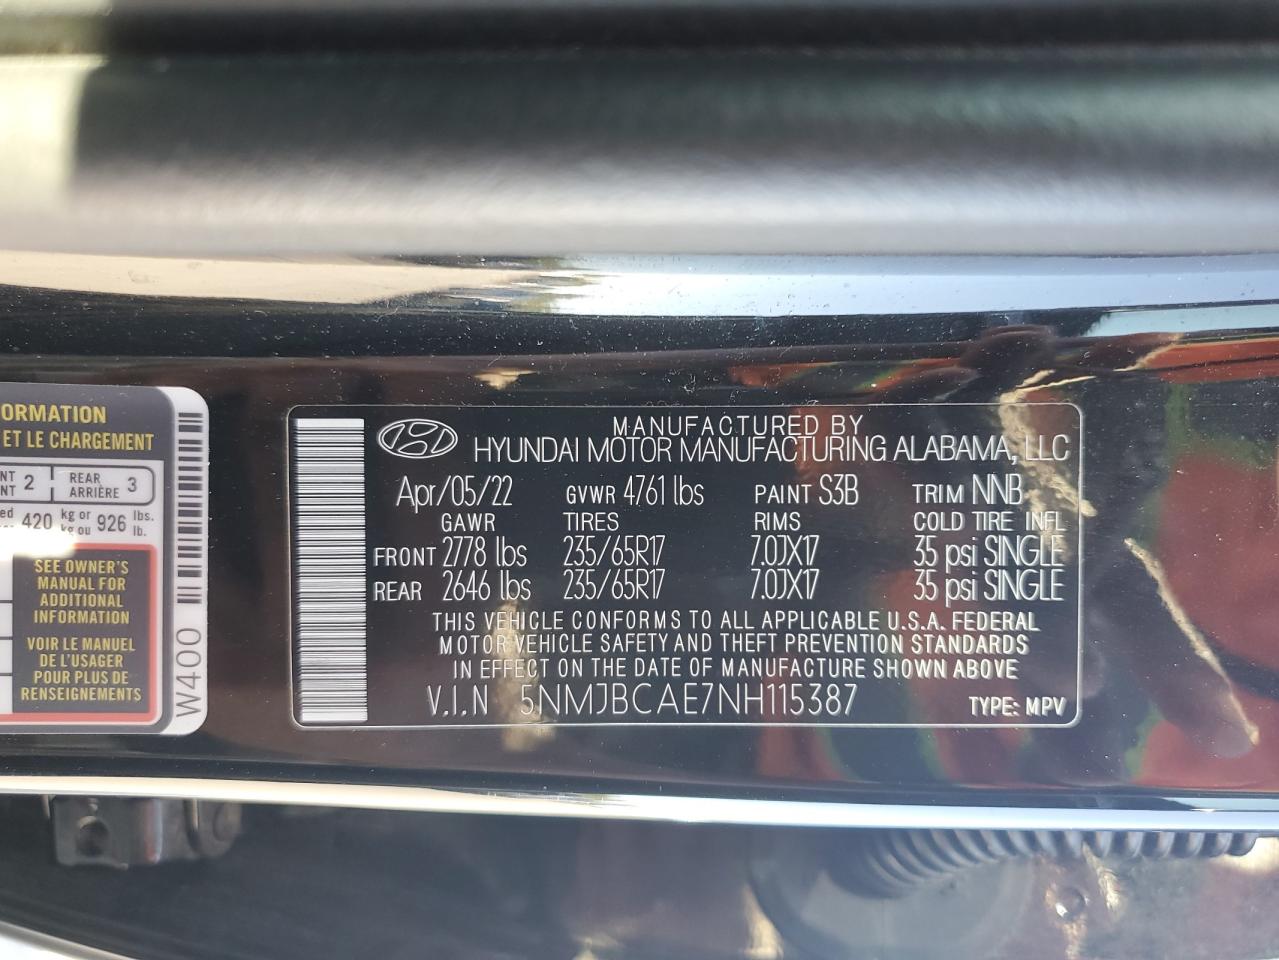 ORMATION
ET LE CHARGEMENT
2 REAR ARRIÈRE 3
420 kg or kg ou 926 lbs. lb.
SEE OWNER'S
MANUAL FOR
ADDITIONAL
INFORMATION
VOIR LE MANUEL
DE L'USAGER
POUR PLUS DE
RENSEIGNEMENTS
W400
MANUFACTURED BY
HYUNDAI MOTOR MANUFACTURING ALABAMA, LLC
Apr/05/22 GVWR 4761 lbs PAINT S3B TRIM NNB
GAWR TIRES RIMS COLD TIRE INFL
FRONT 2778 lbs 235/65R17 7.0JX17 35 psi SINGLE
REAR 2646 lbs 235/65R17 7.0JX17 35 psi SINGLE
THIS VEHICLE CONFORMS TO ALL APPLICABLE U.S.A. FEDERAL
MOTOR VEHICLE SAFETY AND THEFT PREVENTION STANDARDS
IN EFFECT ON THE DATE OF MANUFACTURE SHOWN ABOVE
V.I.N 5NMJBCAE7NH115387 TYPE: MPV